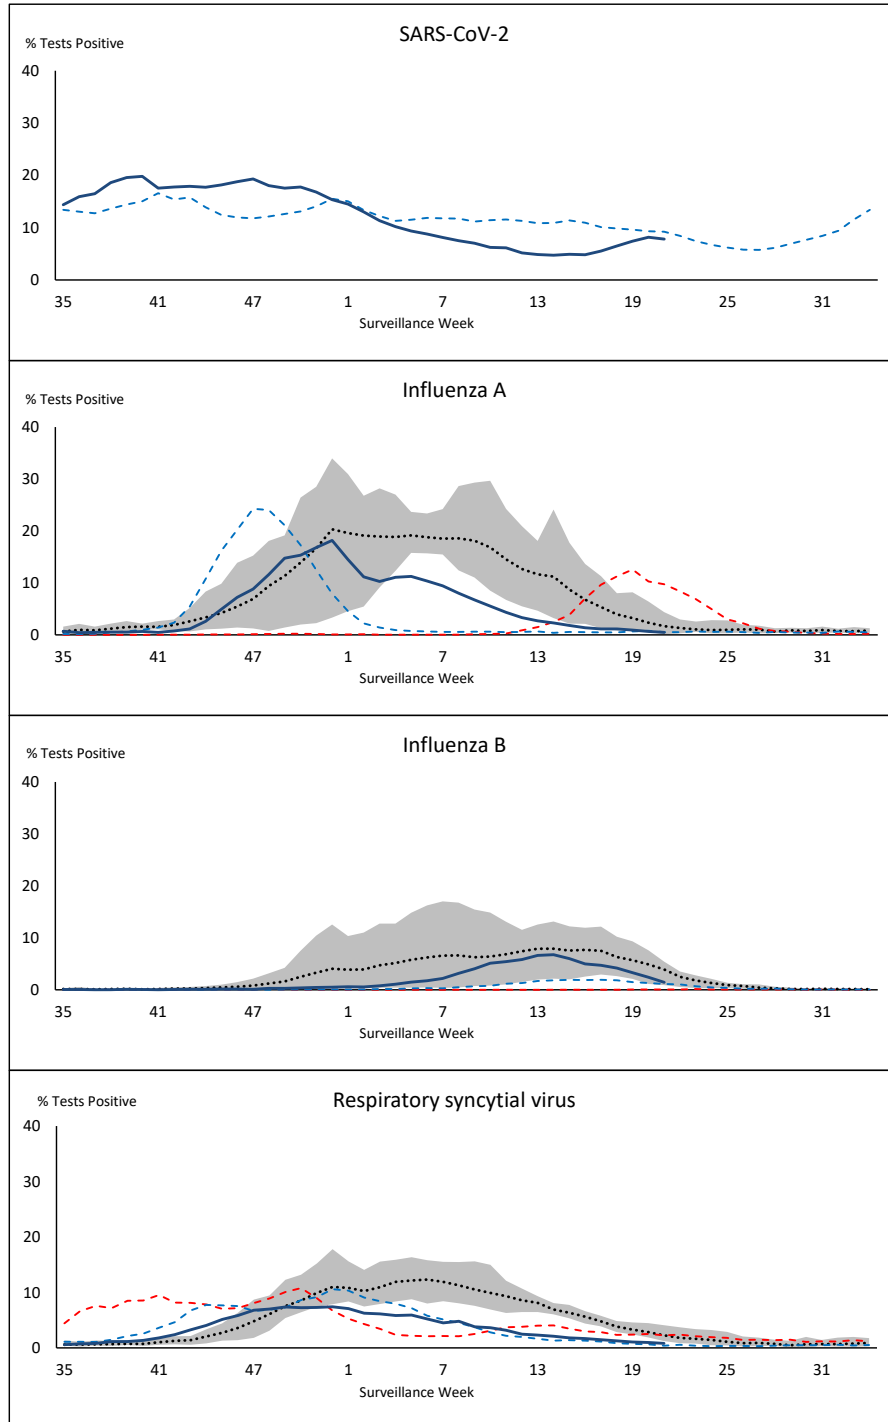 SARS-CoV-2
% Tests Positive
40
30
20
10
0
35 41 47 1 7 13 19 25 31
Surveillance Week
Influenza A
% Tests Positive
40
30
20
10
0
35 41 47 1 7 13 19 25 31
Surveillance Week
Influenza B
% Tests Positive
40
30
20
10
0
35 41 47 1 7 13 19 25 31
Surveillance Week
Respiratory syncytial virus
% Tests Positive
40
30
20
10
0
35 41 47 1 7 13 19 25 31
Surveillance Week